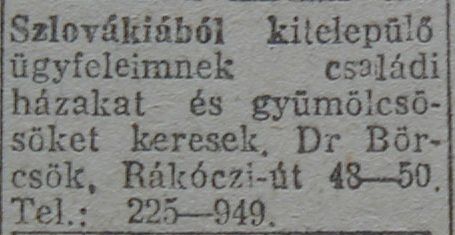 Szlovákiából kitelepülő
ügyfeleimnek családi
házakat és gyümölcsö-
söket keresek. Dr Bör-
csök, Rákóczi-út 48—50.
Tel.: 225—949.